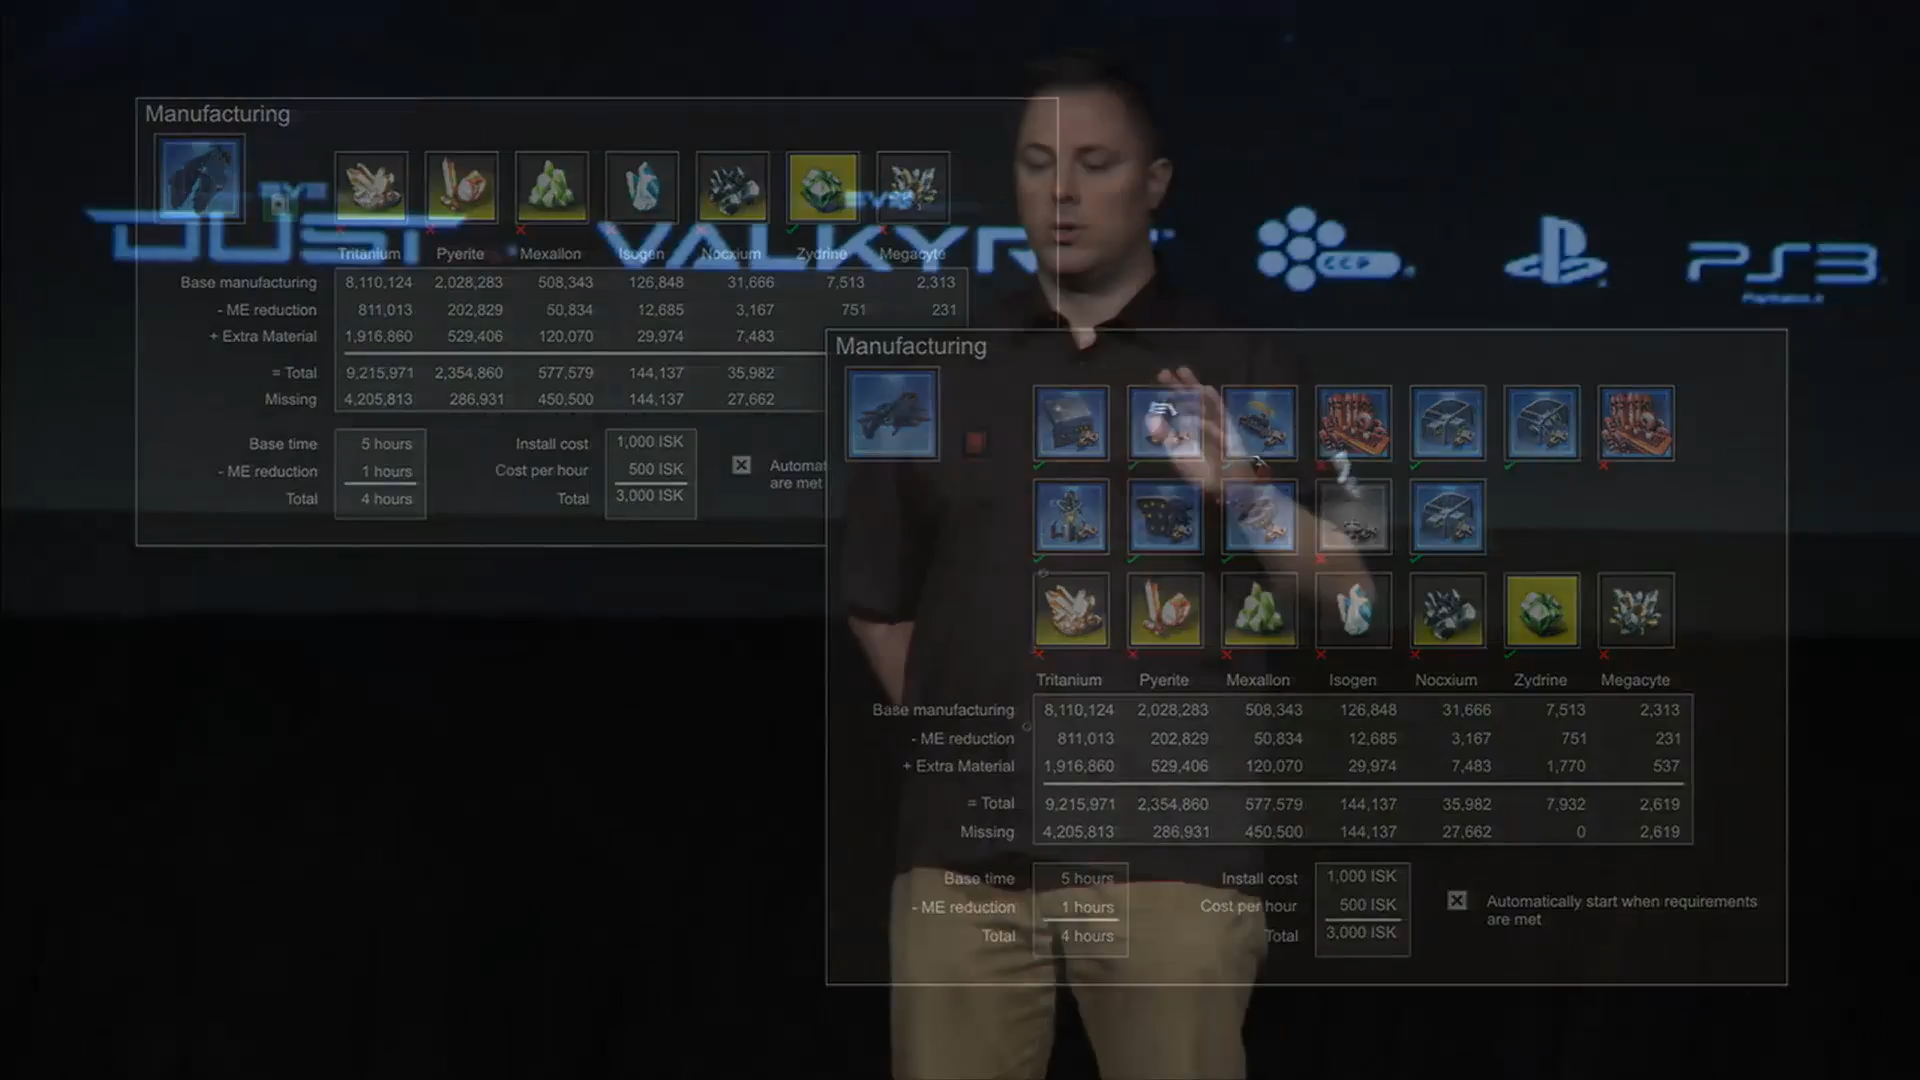 Manufacturing
DUST
VALKYR
CCP
PS3
Tritanium Pyerite Mexallon Isogen Nocxium Zydrine Megacyte
Base manufacturing 8,110,124 2,028,283 508,343 126,848 31,666 7,513 2,313
- ME reduction 811,013 202,829 50,834 12,685 3,167 751 231
+ Extra Material 1,916,860 529,406 120,070 29,974 7,483
= Total 9,215,971 2,354,860 577,579 144,137 35,982
Missing 4,205,813 286,931 450,500 144,137 27,662
Base time 5 hours Install cost 1,000 ISK
- ME reduction 1 hours Cost per hour 500 ISK
Total 4 hours Total 3,000 ISK
Automat
are met
Manufacturing
Tritanium Pyerite Mexallon Isogen Nocxium Zydrine Megacyte
Base manufacturing 8,110,124 2,028,283 508,343 126,848 31,666 7,513 2,313
- ME reduction 811,013 202,829 50,834 12,685 3,167 751 231
+ Extra Material 1,916,860 529,406 120,070 29,974 7,483 1,770 537
= Total 9,215,971 2,354,860 577,579 144,137 35,982 7,932 2,619
Missing 4,205,813 286,931 450,500 144,137 27,662 0 2,619
Base time 5 hours Install cost 1,000 ISK
- ME reduction 1 hours Cost per hour 500 ISK
Total 4 hours Total 3,000 ISK
Automatically start when requirements
are met